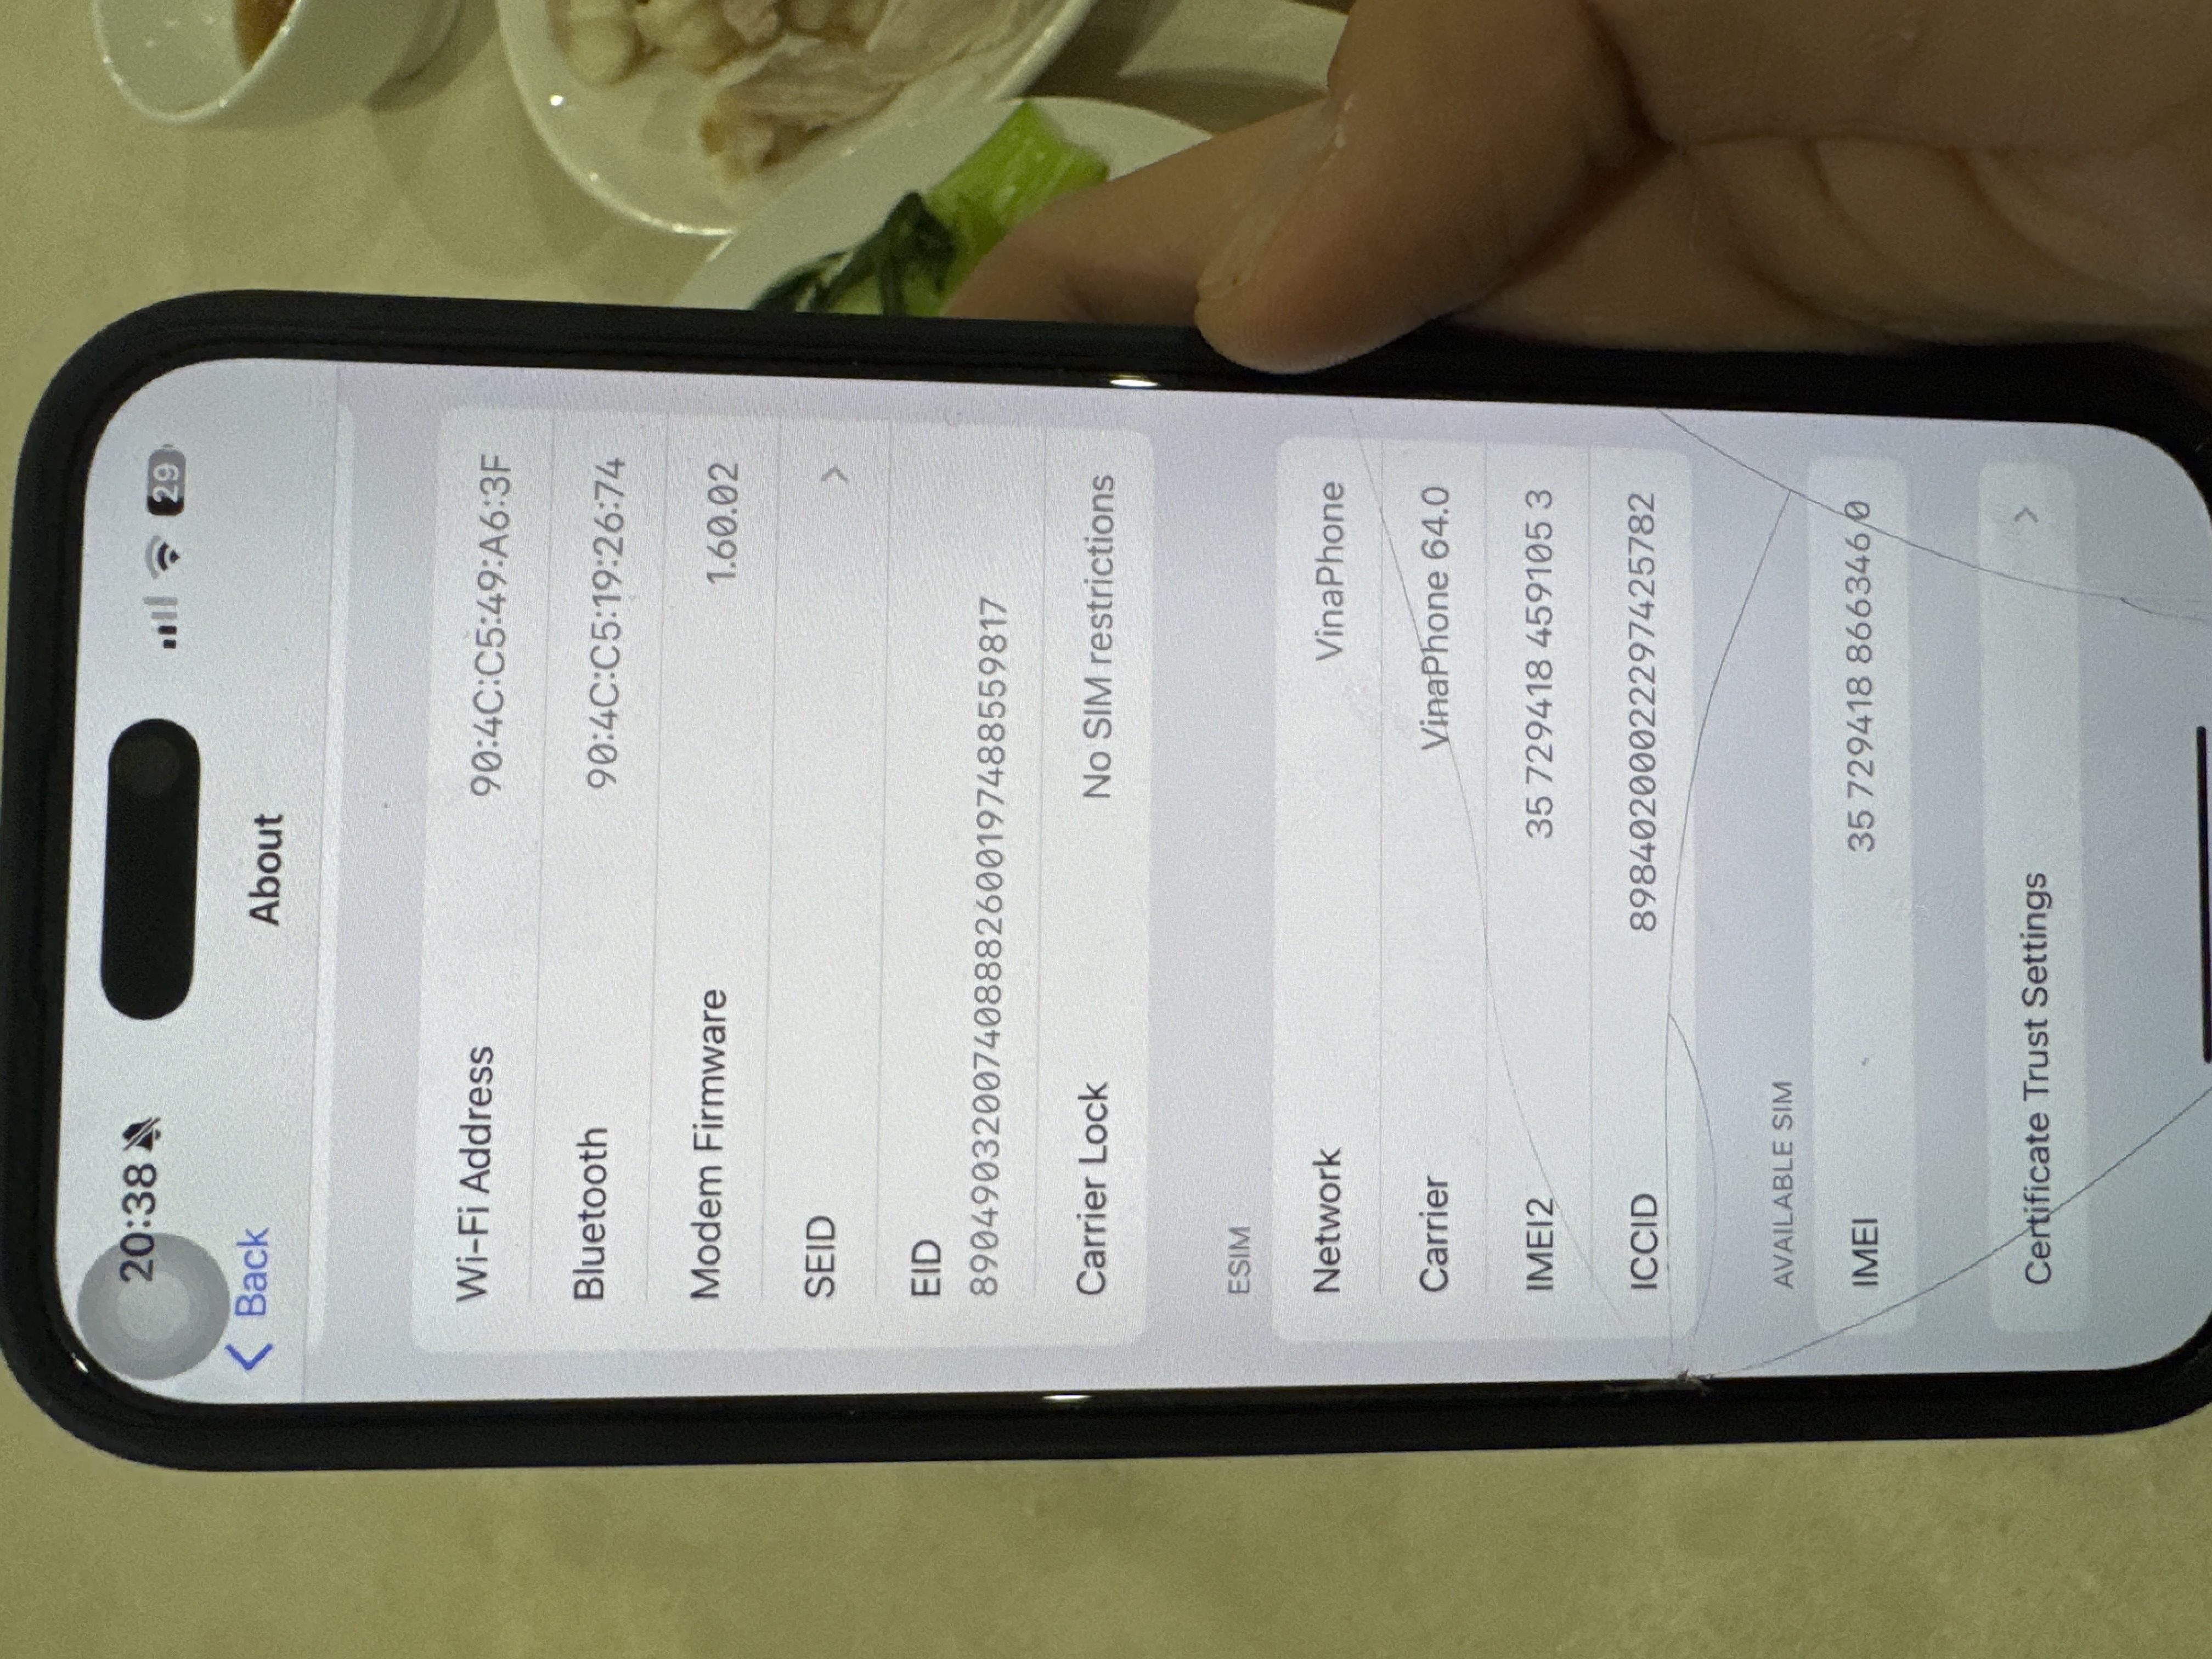 20:38
29
Back
About
Wi-Fi Address 90:4C:C5:49:A6:3F
Bluetooth 90:4C:C5:19:26:74
Modem Firmware 1.60.02
SEID
EID
89049032007408882600197488559817
Carrier Lock No SIM restrictions
ESIM
Network VinaPhone
Carrier VinaPhone 64.0
IMEI2 35 729418 459105 3
ICCID 89840200022297425782
AVAILABLE SIM
IMEI 35 729418 866346 0
Certificate Trust Settings